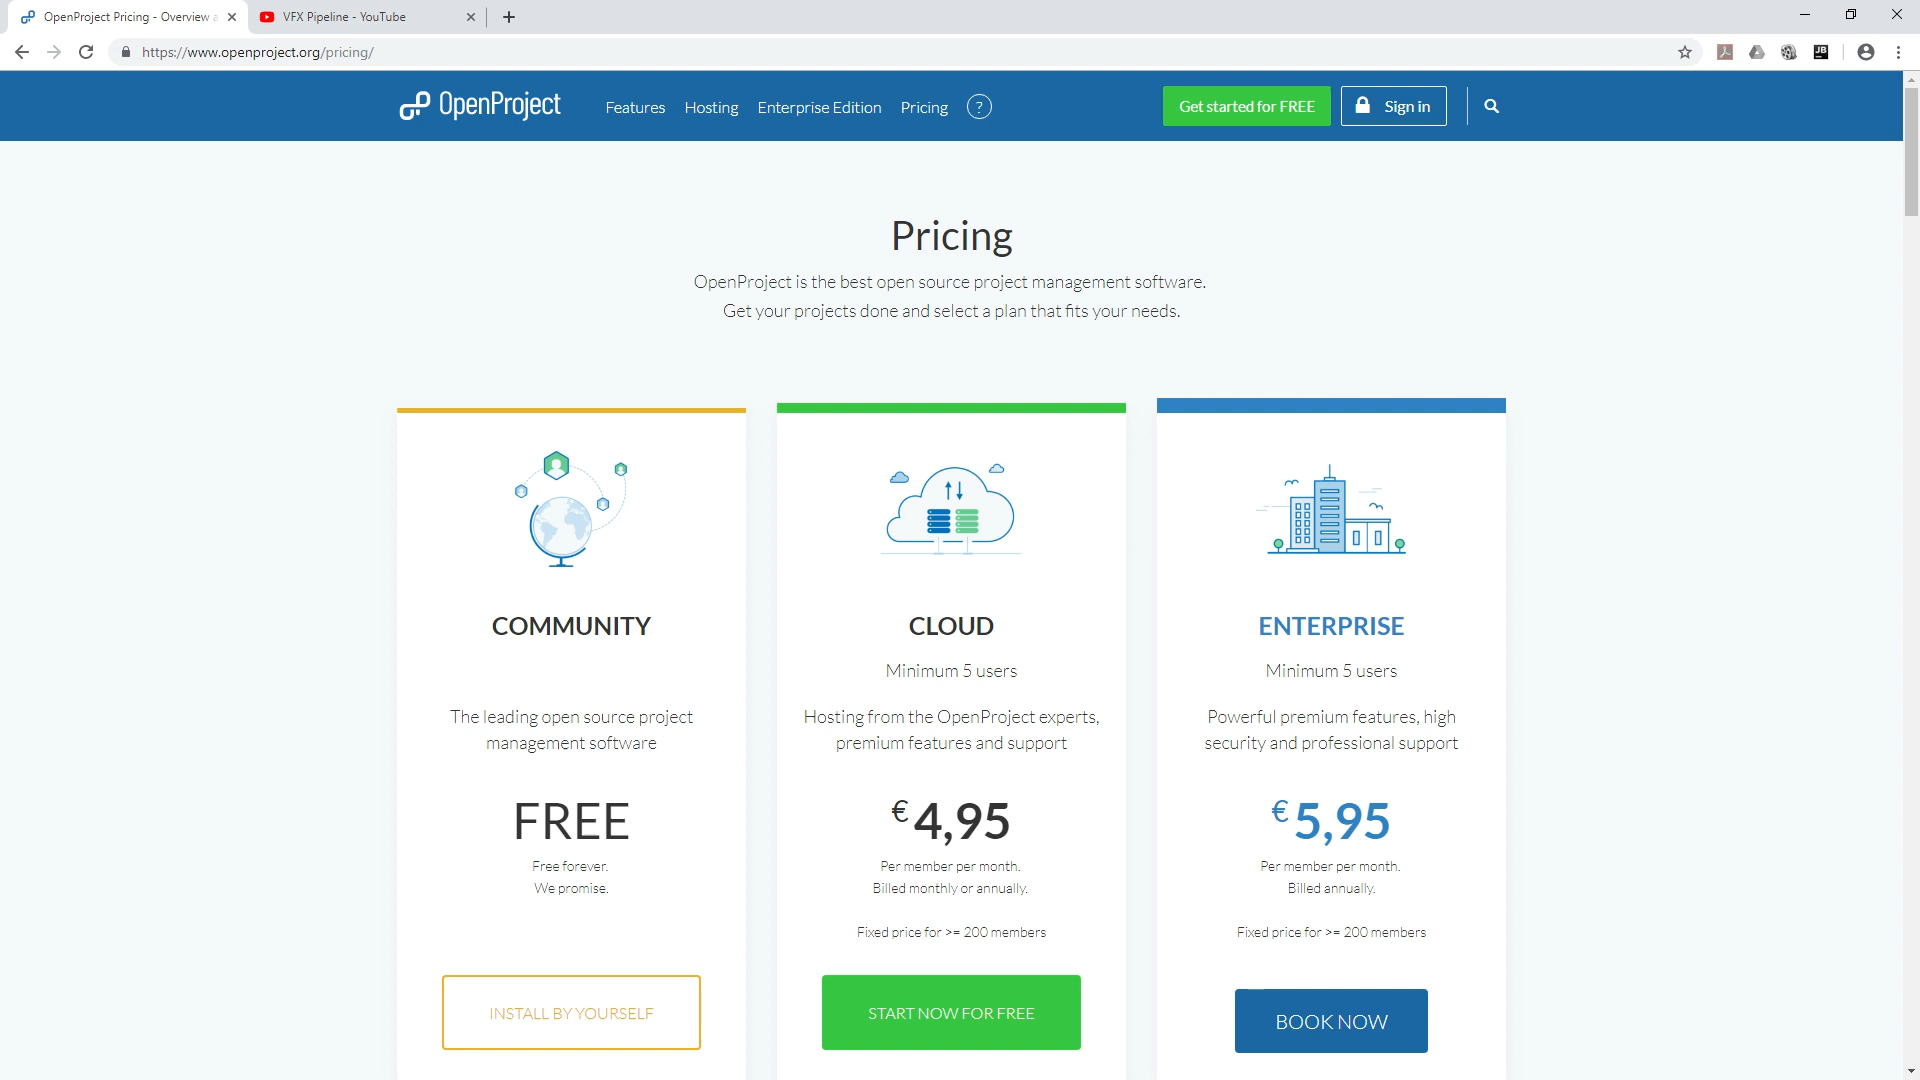 OpenProject Pricing - Overview a
VFX Pipeline - YouTube
https://www.openproject.org/pricing/
JB
OpenProject
Features
Hosting
Enterprise Edition
Pricing
?
Get started for FREE
Sign in
Pricing
OpenProject is the best open source project management software.
Get your projects done and select a plan that fits your needs.
COMMUNITY
The leading open source project
management software
FREE
Free forever.
We promise.
INSTALL BY YOURSELF
CLOUD
Minimum 5 users
Hosting from the OpenProject experts,
premium features and support
€ 4,95
Per member per month.
Billed monthly or annually.
Fixed price for >= 200 members
START NOW FOR FREE
ENTERPRISE
Minimum 5 users
Powerful premium features, high
security and professional support
€ 5,95
Per member per month.
Billed annually.
Fixed price for >= 200 members
BOOK NOW